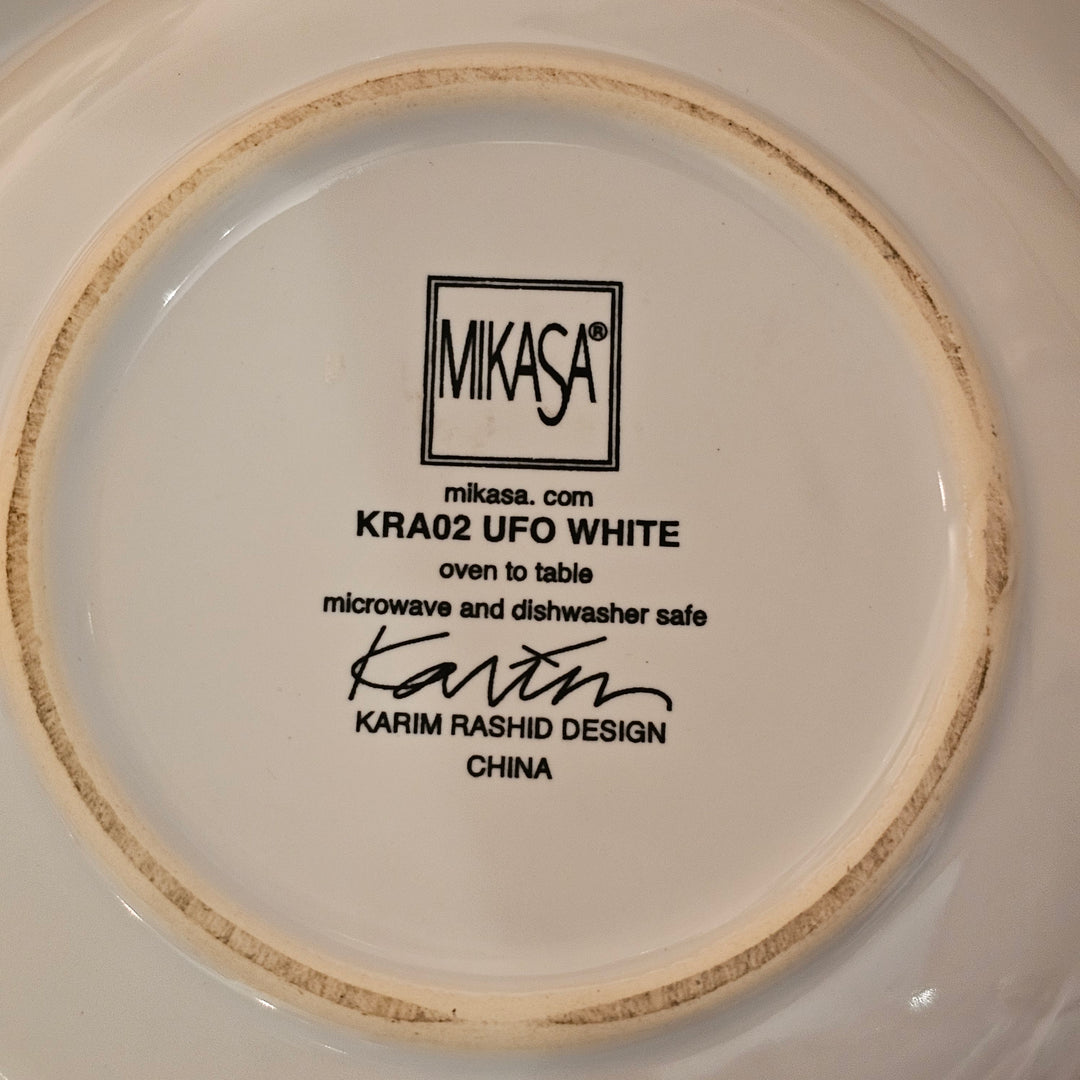 MIKASA®
mikasa. com
KRA02 UFO WHITE
oven to table
microwave and dishwasher safe
Karim
KARIM RASHID DESIGN
CHINA